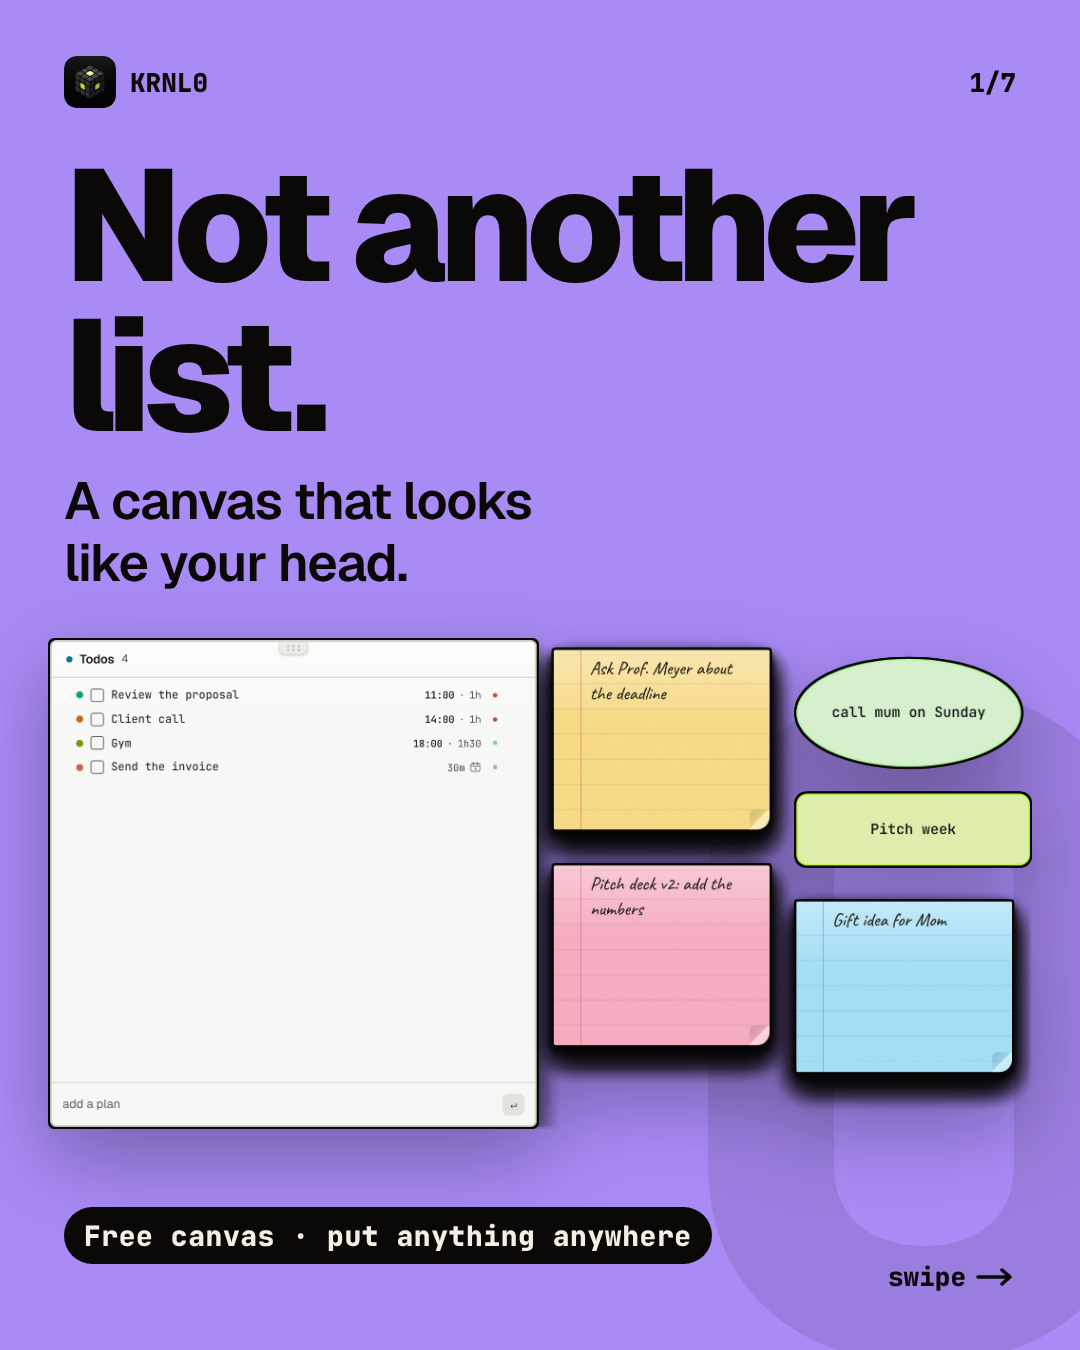 KRNL0
1/7
Not another
list.
A canvas that looks
like your head.
Todos 4
Review the proposal 11:00 · 1h
Client call 14:00 · 1h
Gym 18:00 · 1h30
Send the invoice 30m
add a plan
Ask Prof. Meyer about
the deadline
Pitch deck v2: add the
numbers
call mum on Sunday
Pitch week
Gift idea for Mom
Free canvas · put anything anywhere
swipe →